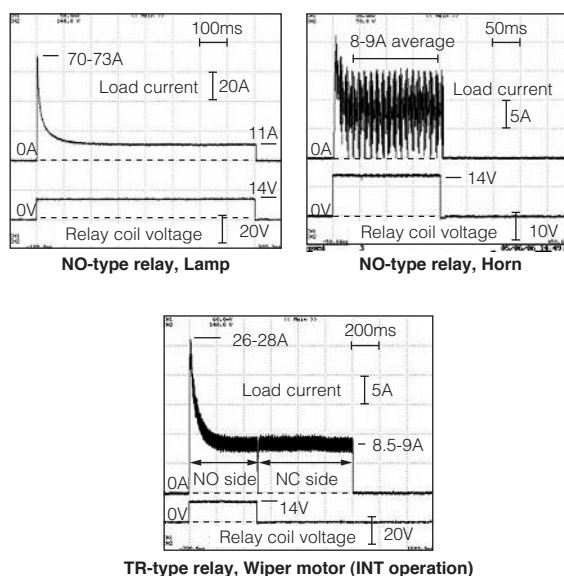 100ms
70-73A
Load current
20A
11A
0A
14V
0V
Relay coil voltage
20V
NO-type relay, Lamp
8-9A average
50ms
Load current
5A
0A
14V
0V
Relay coil voltage
10V
NO-type relay, Horn
<< Main >>
200ms
26-28A
Load current
5A
8.5-9A
NO side
NC side
0A
0V
14V
Relay coil voltage
20V
TR-type relay, Wiper motor (INT operation)